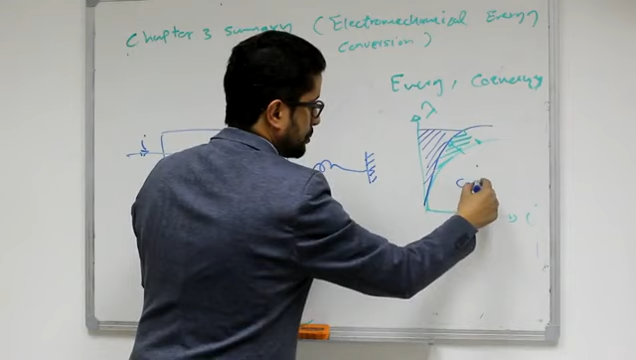 Chapter 3 summary ( Electromechanical Energy
Conversion )
Energy, Coenergy
λ
i
i